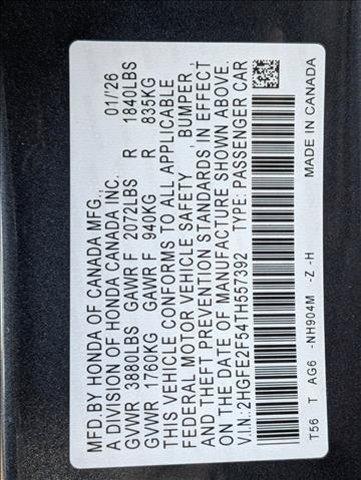 MFD.BY HONDA OF CANADA MFG.,
A DIVISION OF HONDA CANADA INC. 01/'26
GVWR 3880LBS GAWR F 2072LBS R 1840LBS
GVWR 1760KG GAWR F 940KG R 835KG
THIS VEHICLE CONFORMS TO ALL APPLICABLE
FEDERAL MOTOR VEHICLE SAFETY , BUMPER ,
AND THEFT PREVENTION STANDARDS IN EFFECT
ON THE DATE OF MANUFACTURE SHOWN ABOVE.
V.I.N.:2HGFE2F54TH557392 TYPE: PASSENGER CAR
T56 T AG6 -NH904M -Z -H MADE IN CANADA